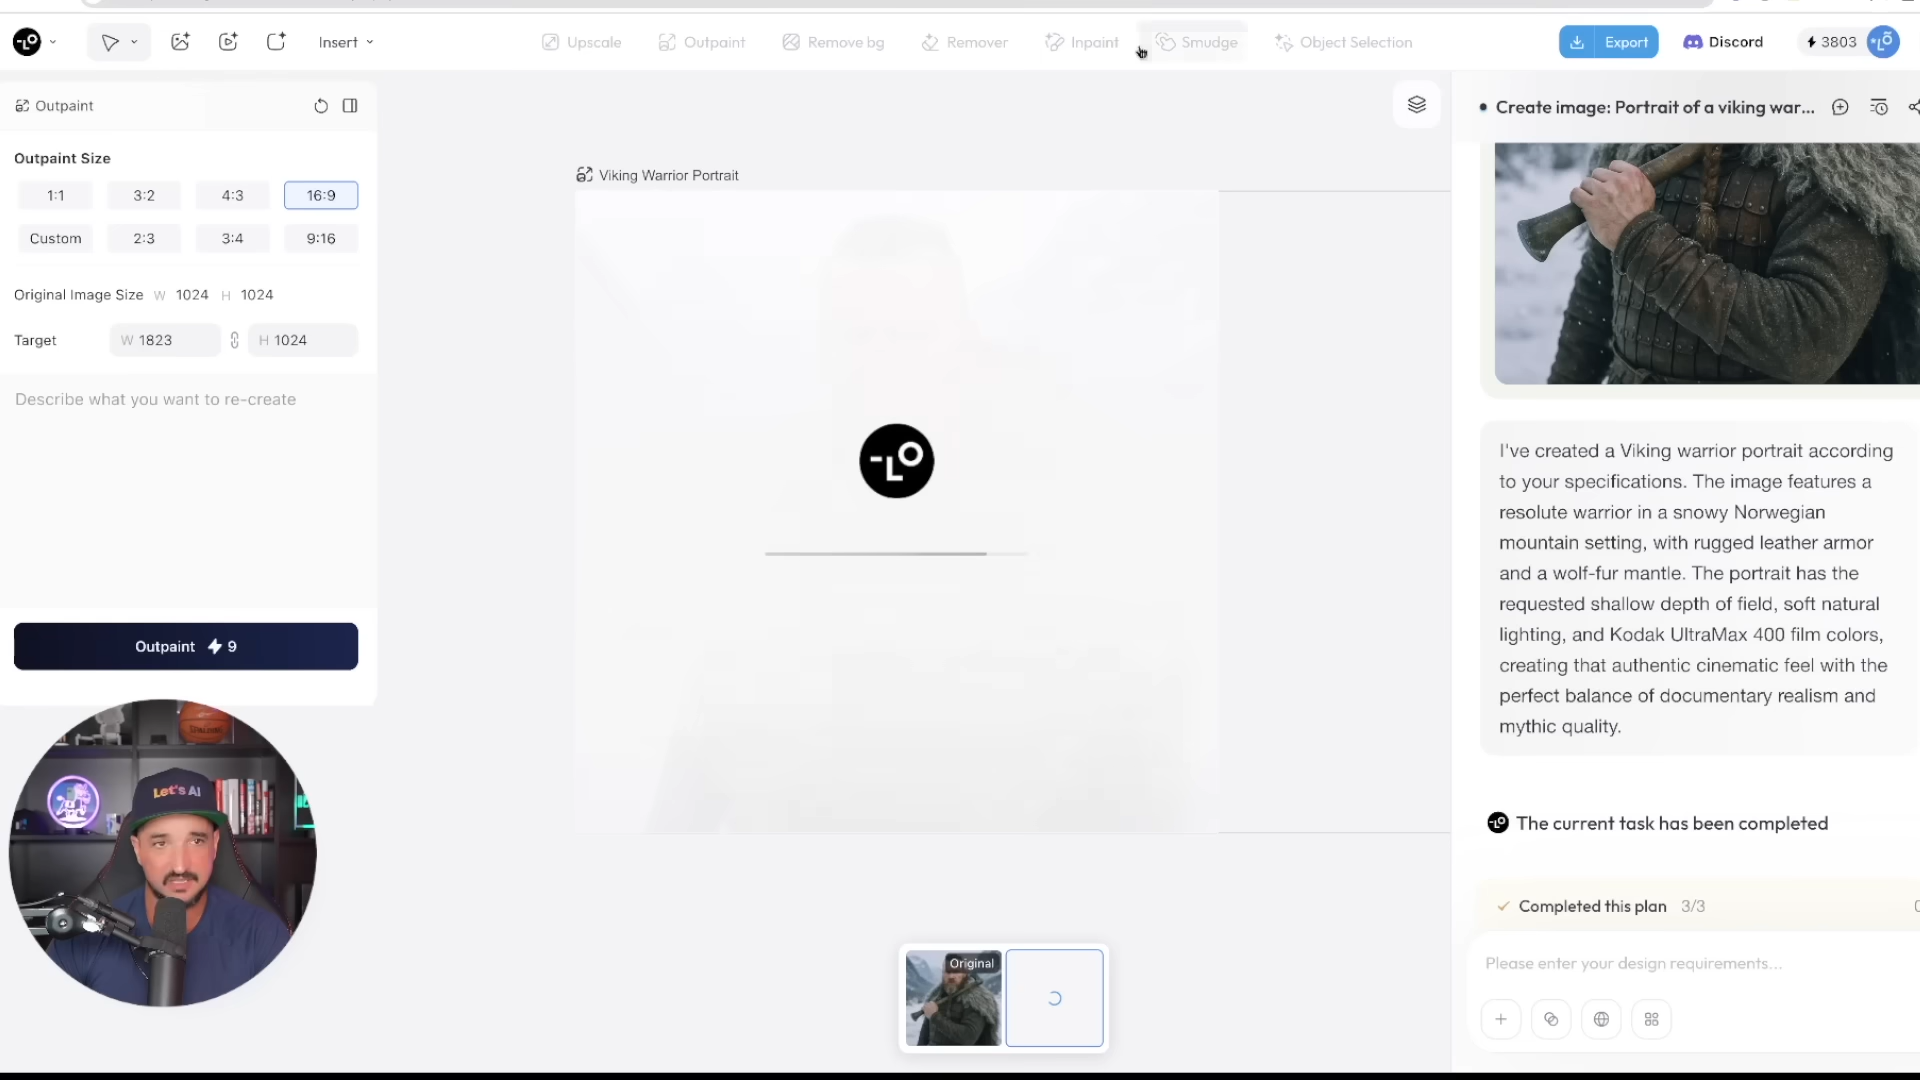 Insert
Upscale
Outpaint
Remove bg
Remover
Inpaint
Smudge
Object Selection
Export
Discord
3803
Outpaint
Outpaint Size
1:1
3:2
4:3
16:9
Custom
2:3
3:4
9:16
Original Image Size W 1024 H 1024
Target W 1823 H 1024
Describe what you want to re-create
Outpaint 9
Let's AI
SPALDING
Viking Warrior Portrait
Original
Create image: Portrait of a viking war...
I've created a Viking warrior portrait according
to your specifications. The image features a
resolute warrior in a snowy Norwegian
mountain setting, with rugged leather armor
and a wolf-fur mantle. The portrait has the
requested shallow depth of field, soft natural
lighting, and Kodak UltraMax 400 film colors,
creating that authentic cinematic feel with the
perfect balance of documentary realism and
mythic quality.
The current task has been completed
Completed this plan 3/3
Please enter your design requirements...